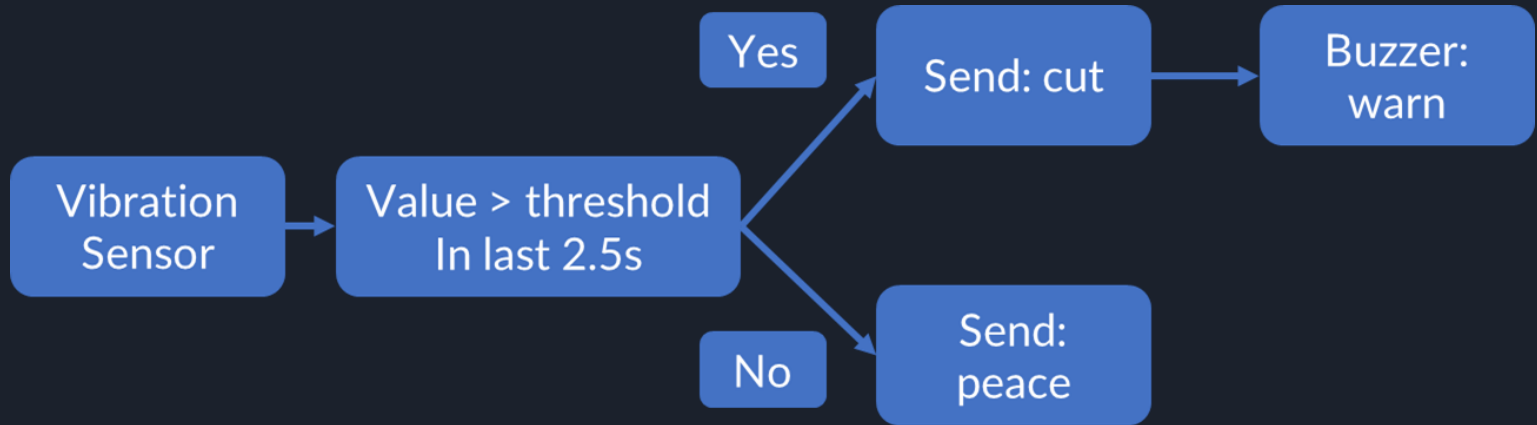 Vibration
Sensor
Value > threshold
In last 2.5s
Yes
Send: cut
Buzzer:
warn
No
Send:
peace